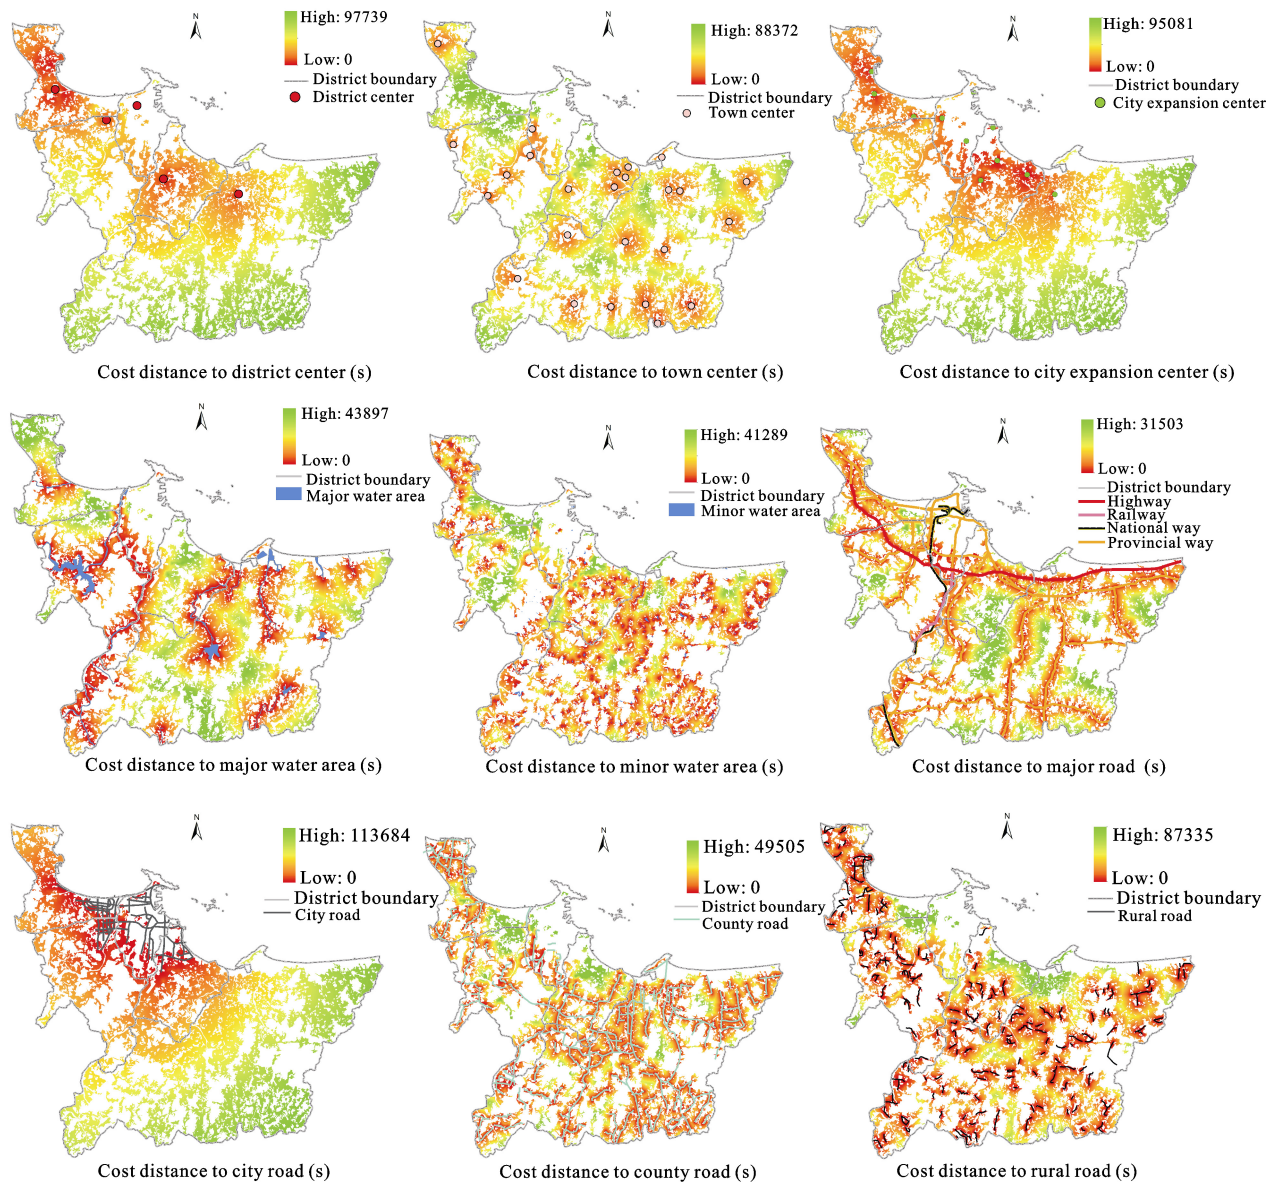 N
High: 97739
Low: 0
District boundary
District center
Cost distance to district center (s)
N
High: 88372
Low: 0
District boundary
Town center
Cost distance to town center (s)
N
High: 95081
Low: 0
District boundary
City expansion center
Cost distance to city expansion center (s)
N
High: 43897
Low: 0
District boundary
Major water area
Cost distance to major water area (s)
N
High: 41289
Low: 0
District boundary
Minor water area
Cost distance to minor water area (s)
N
High: 31503
Low: 0
District boundary
Highway
Railway
National way
Provincial way
Cost distance to major road (s)
N
High: 113684
Low: 0
District boundary
City road
Cost distance to city road (s)
N
High: 49505
Low: 0
District boundary
County road
Cost distance to county road (s)
N
High: 87335
Low: 0
District boundary
Rural road
Cost distance to rural road (s)